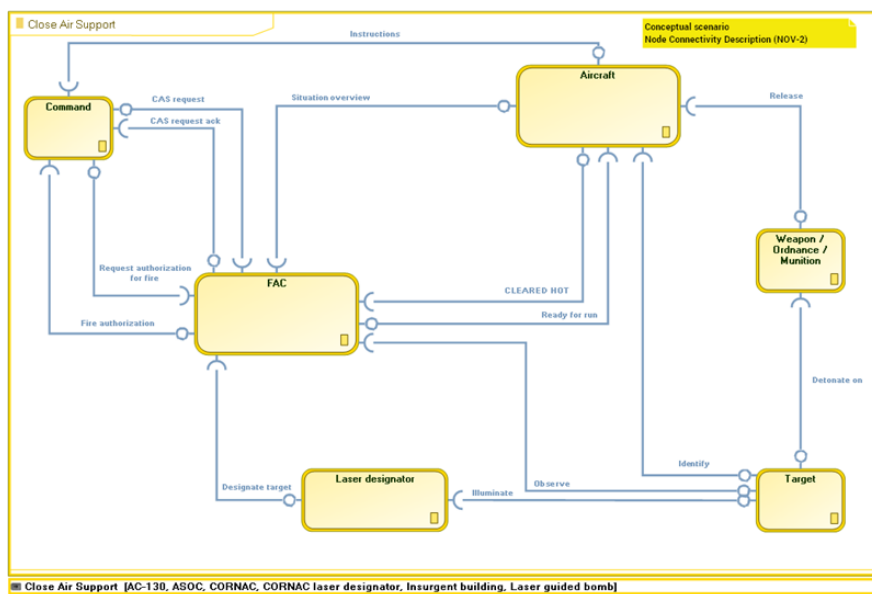 Close Air Support
Conceptual scenario
Node Connectivity Description (NOV-2)
Instructions
Aircraft
Command
CAS request
Situation overview
Release
CAS request ack
Weapon /
Ordnance /
Munition
Request authorization
for fire
FAC
CLEARED HOT
Fire authorization
Ready for run
Detonate on
Identify
Designate target
Laser designator
Illuminate
Observe
Target
Close Air Support [AC-130, ASOC, CORNAC, CORNAC laser designator, Insurgent building, Laser guided bomb]